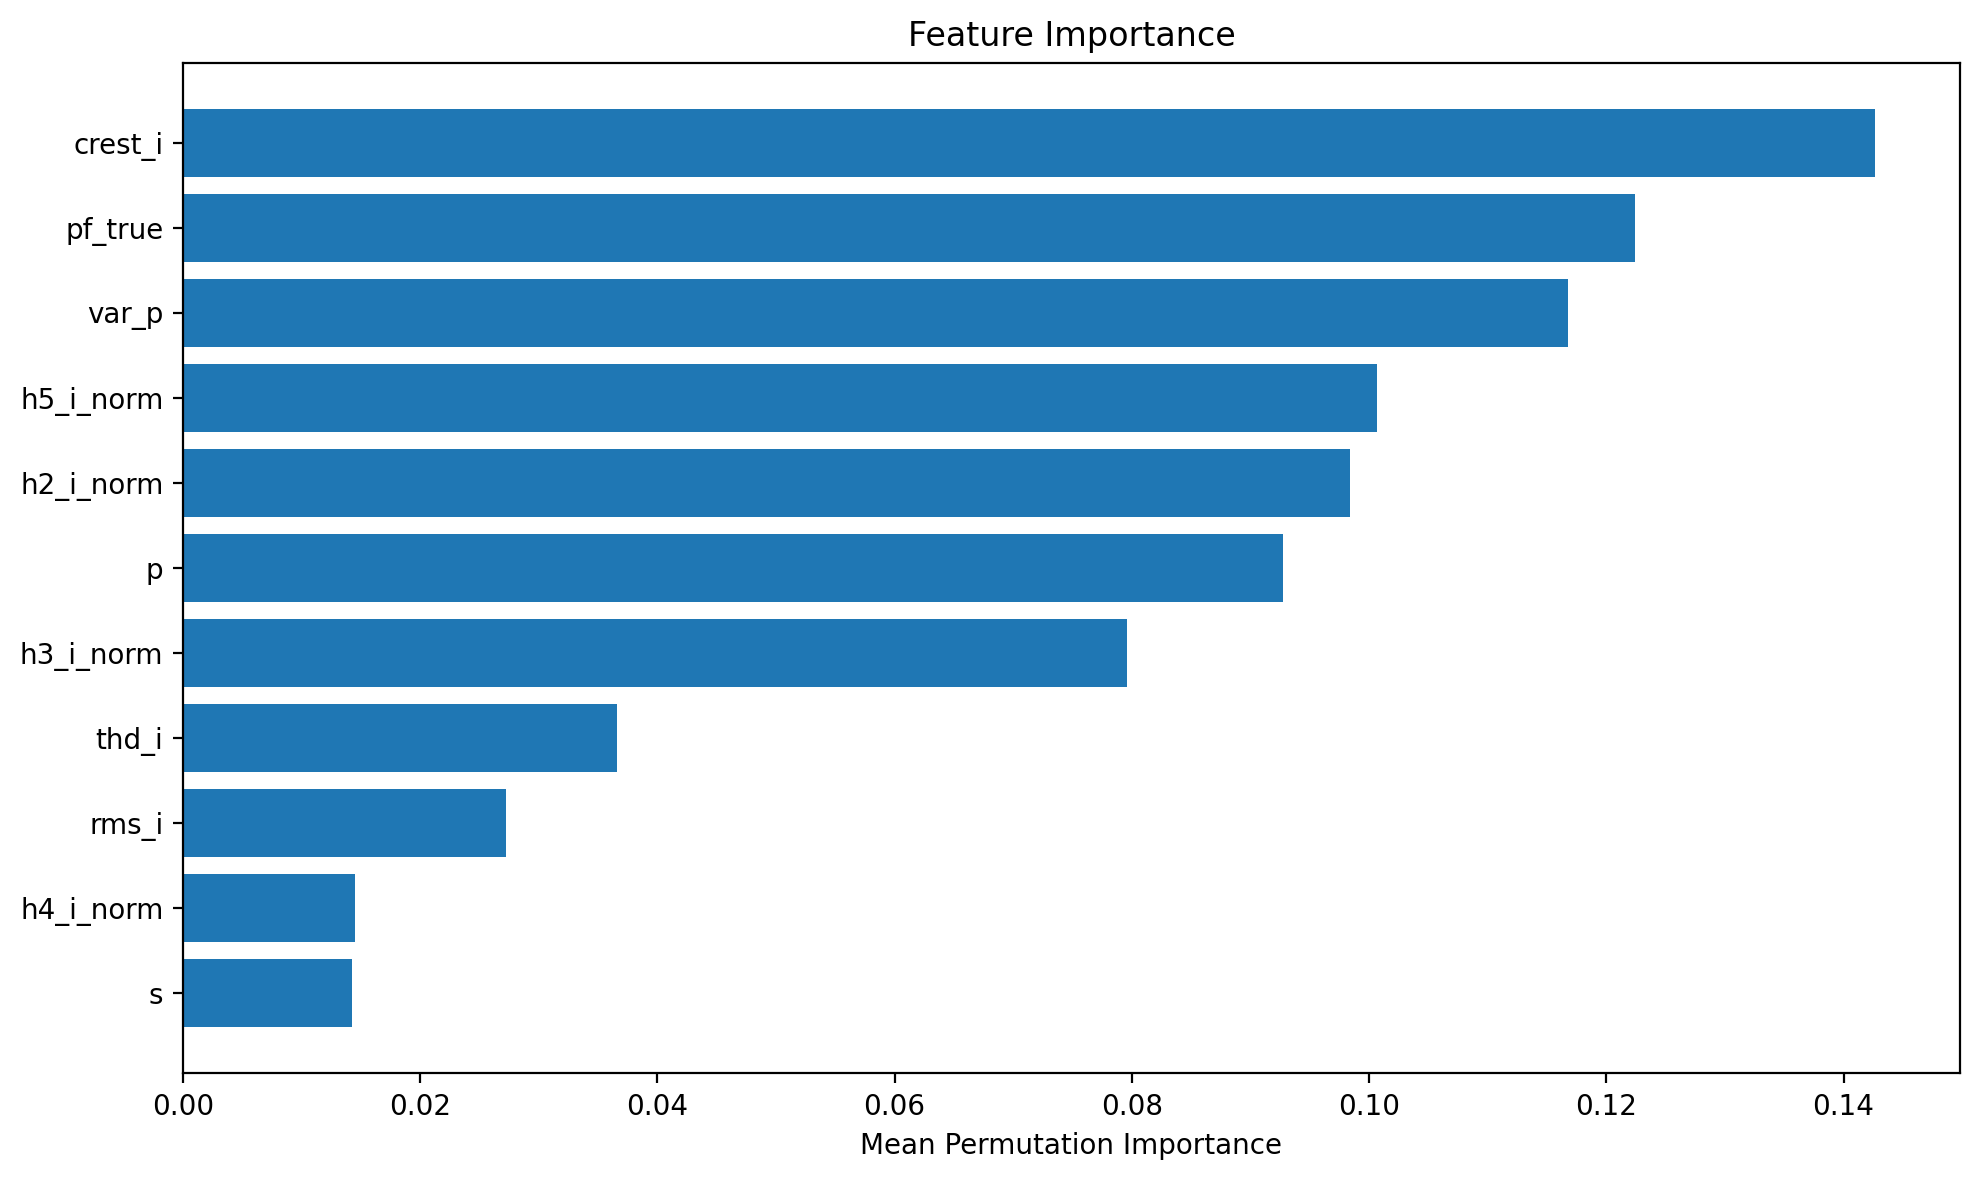 Feature Importance
crest_i
pf_true
var_p
h5_i_norm
h2_i_norm
p
h3_i_norm
thd_i
rms_i
h4_i_norm
s
0.00 0.02 0.04 0.06 0.08 0.10 0.12 0.14
Mean Permutation Importance